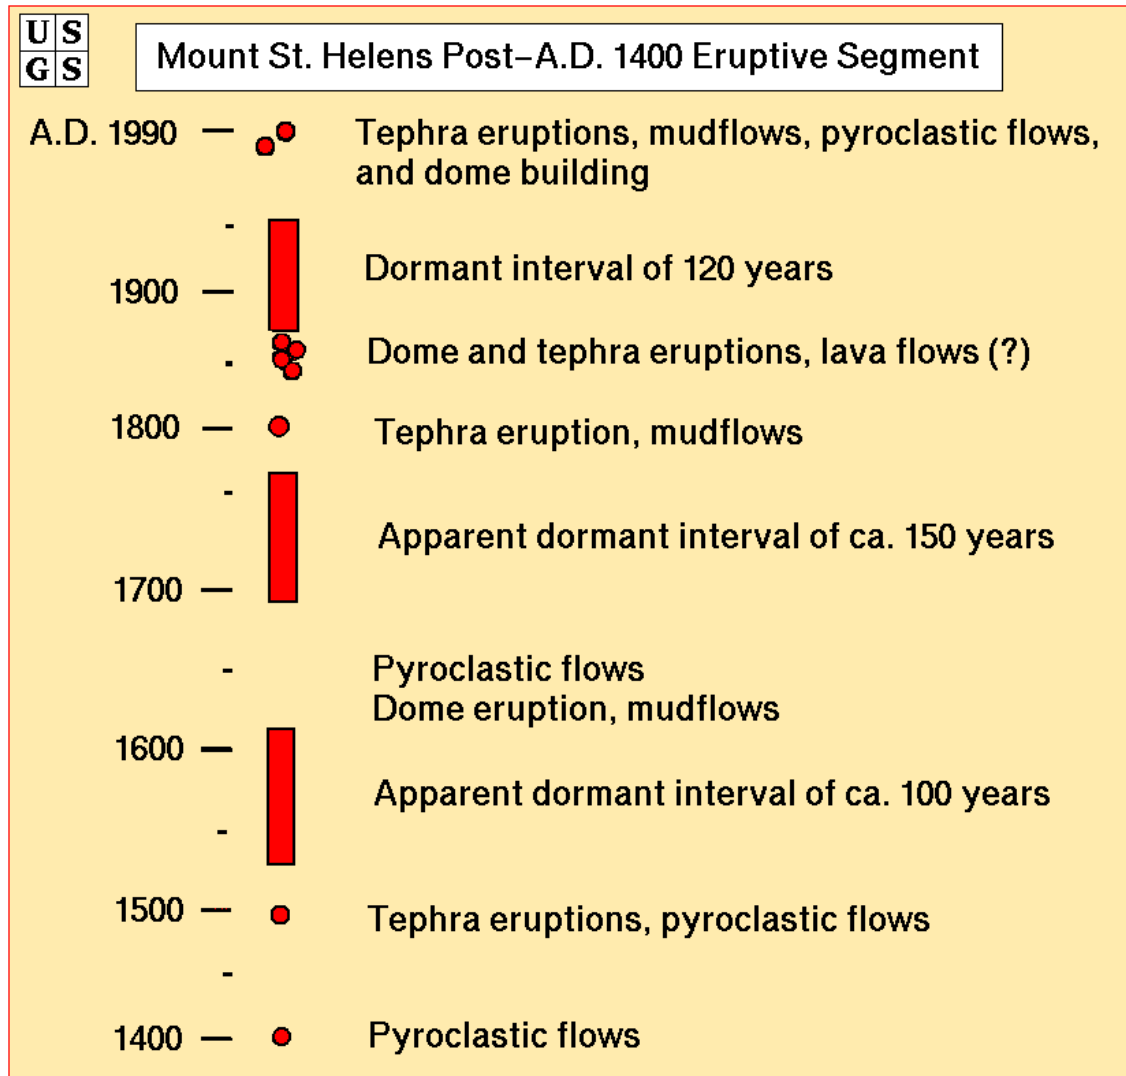 US
GS
Mount St. Helens Post–A.D. 1400 Eruptive Segment
A.D. 1990 — Tephra eruptions, mudflows, pyroclastic flows,
and dome building
-
Dormant interval of 120 years
1900 —
Dome and tephra eruptions, lava flows (?)
-
1800 — Tephra eruption, mudflows
-
Apparent dormant interval of ca. 150 years
1700 —
- Pyroclastic flows
Dome eruption, mudflows
1600 —
Apparent dormant interval of ca. 100 years
-
1500 — Tephra eruptions, pyroclastic flows
-
1400 — Pyroclastic flows